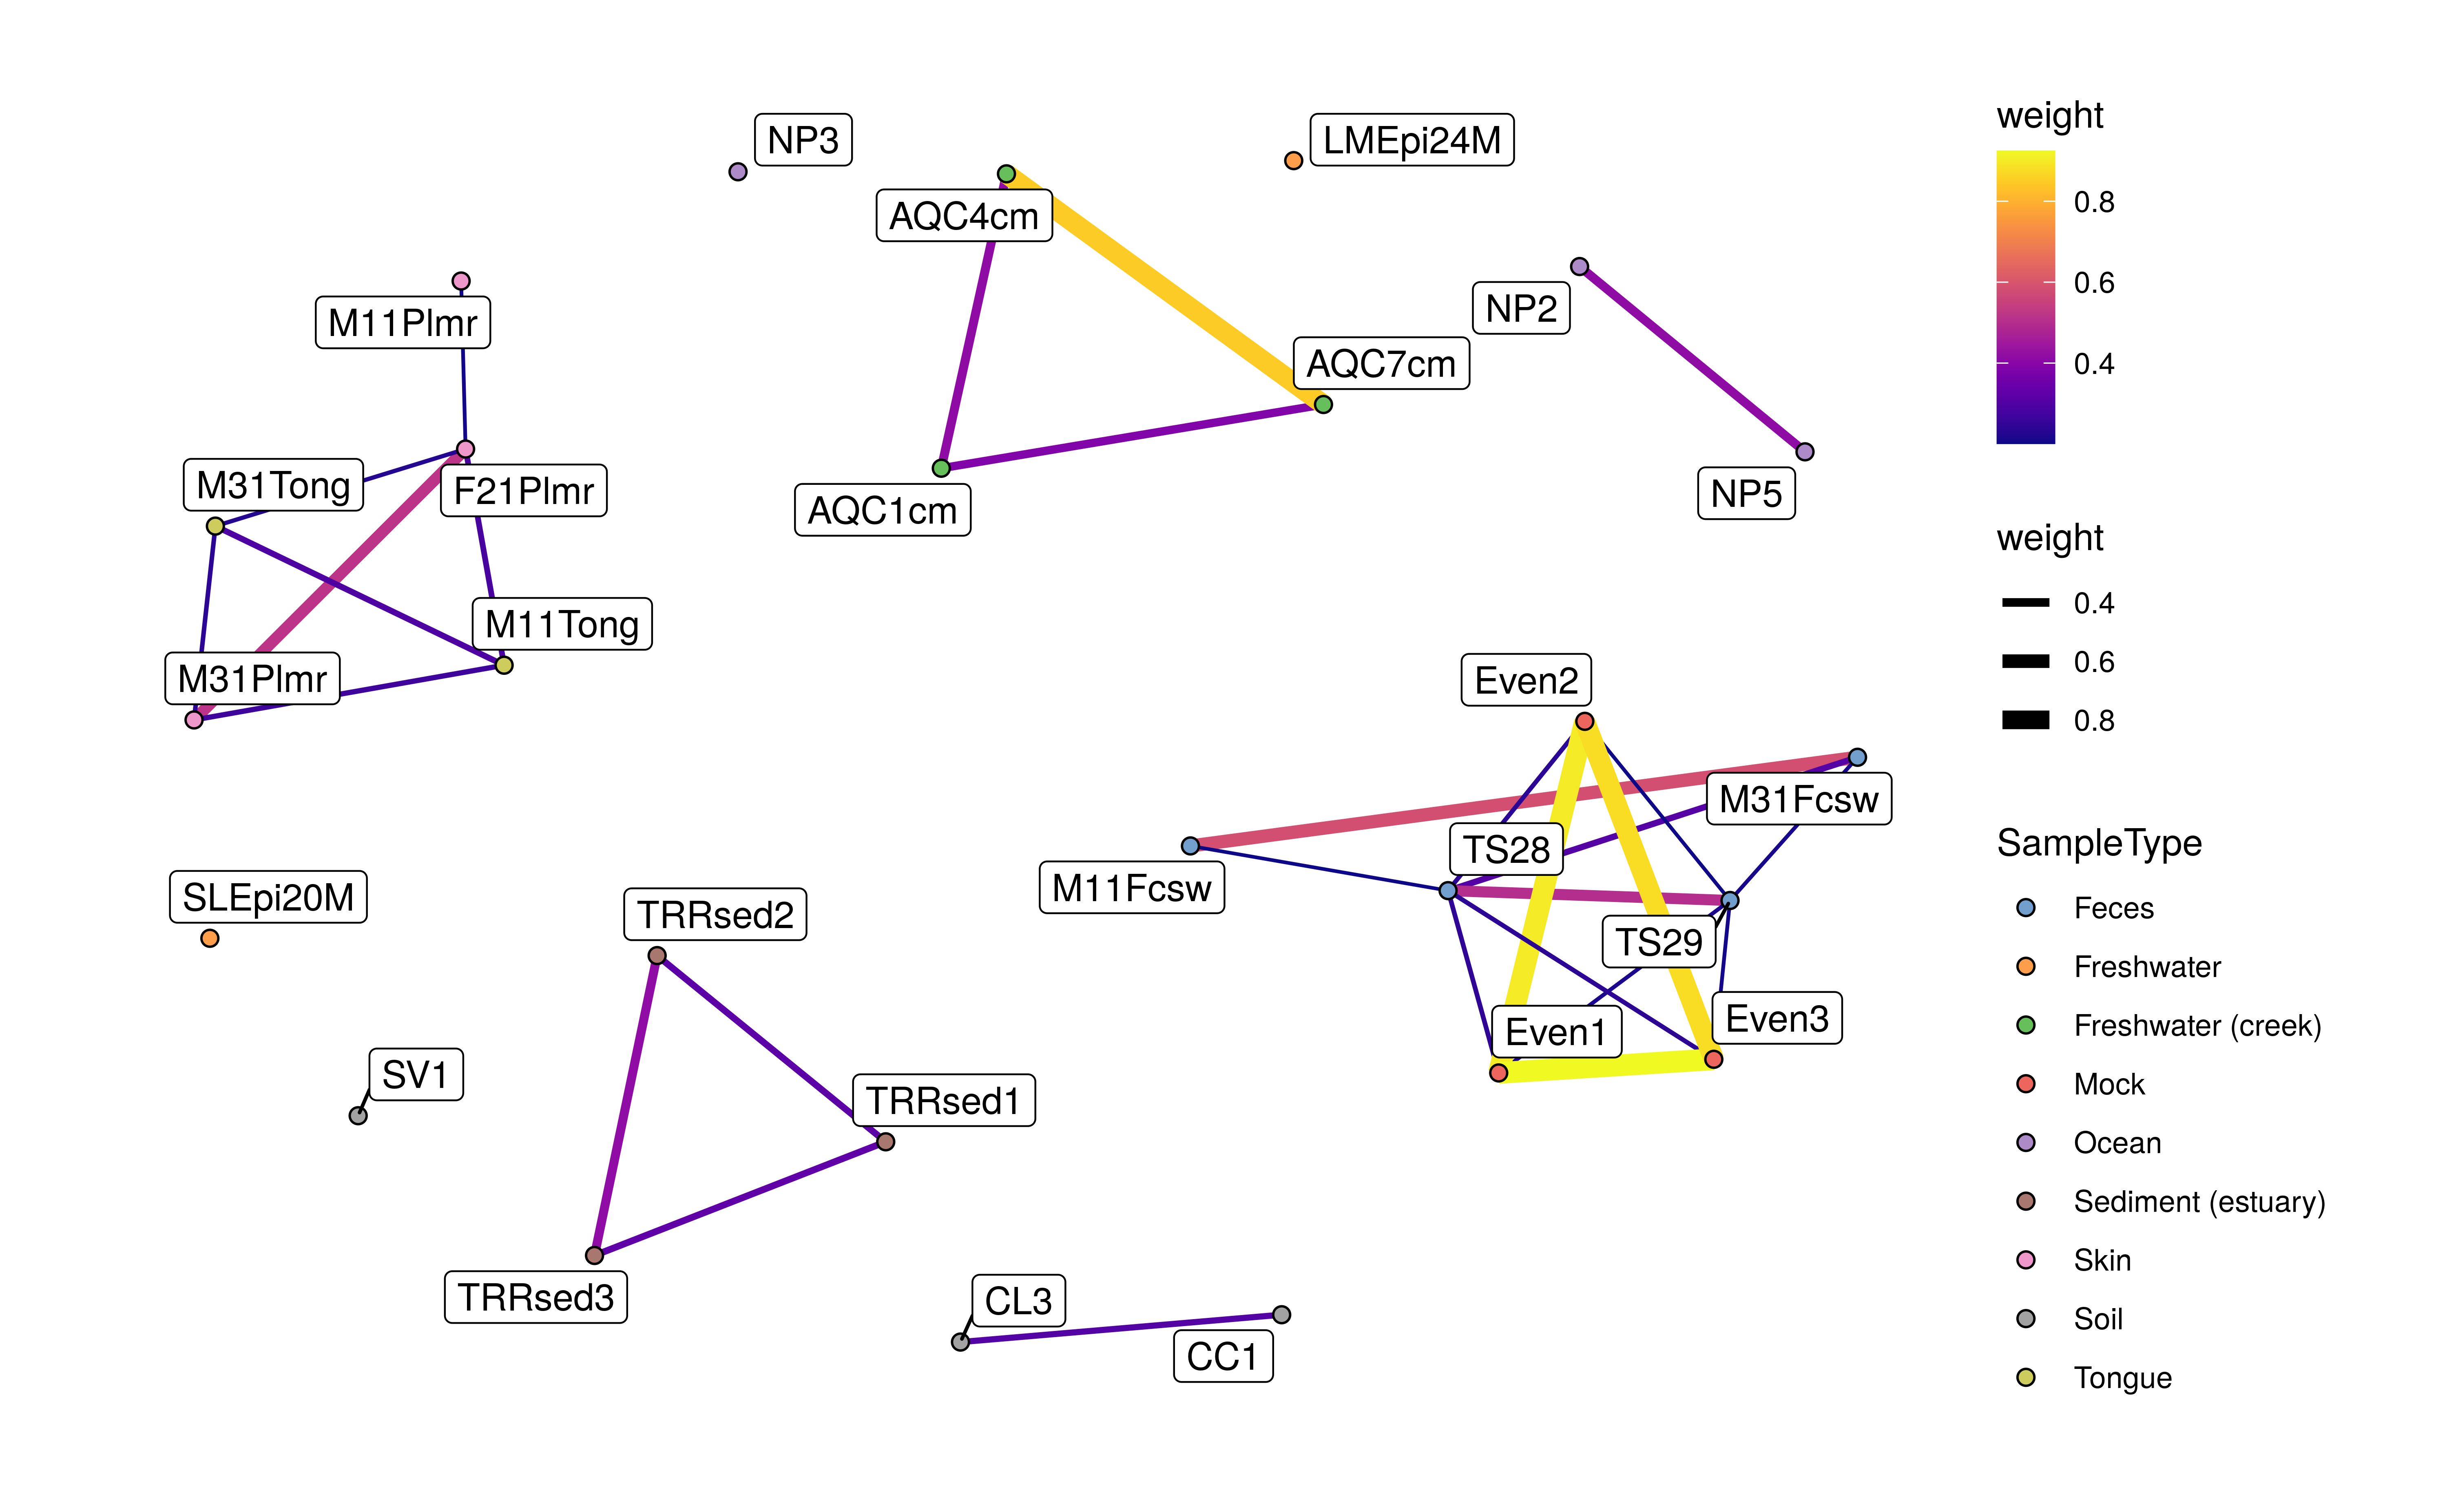 NP3
LMEpi24M
AQC4cm
NP2
M11Plmr
AQC7cm
M31Tong
F21Plmr
NP5
AQC1cm
M11Tong
M31Plmr
Even2
M31Fcsw
TS28
M11Fcsw
SLEpi20M
TRRsed2
TS29
Even3
Even1
SV1
TRRsed1
TRRsed3
CL3
CC1
weight
0.8
0.6
0.4
weight
0.4
0.6
0.8
SampleType
Feces
Freshwater
Freshwater (creek)
Mock
Ocean
Sediment (estuary)
Skin
Soil
Tongue